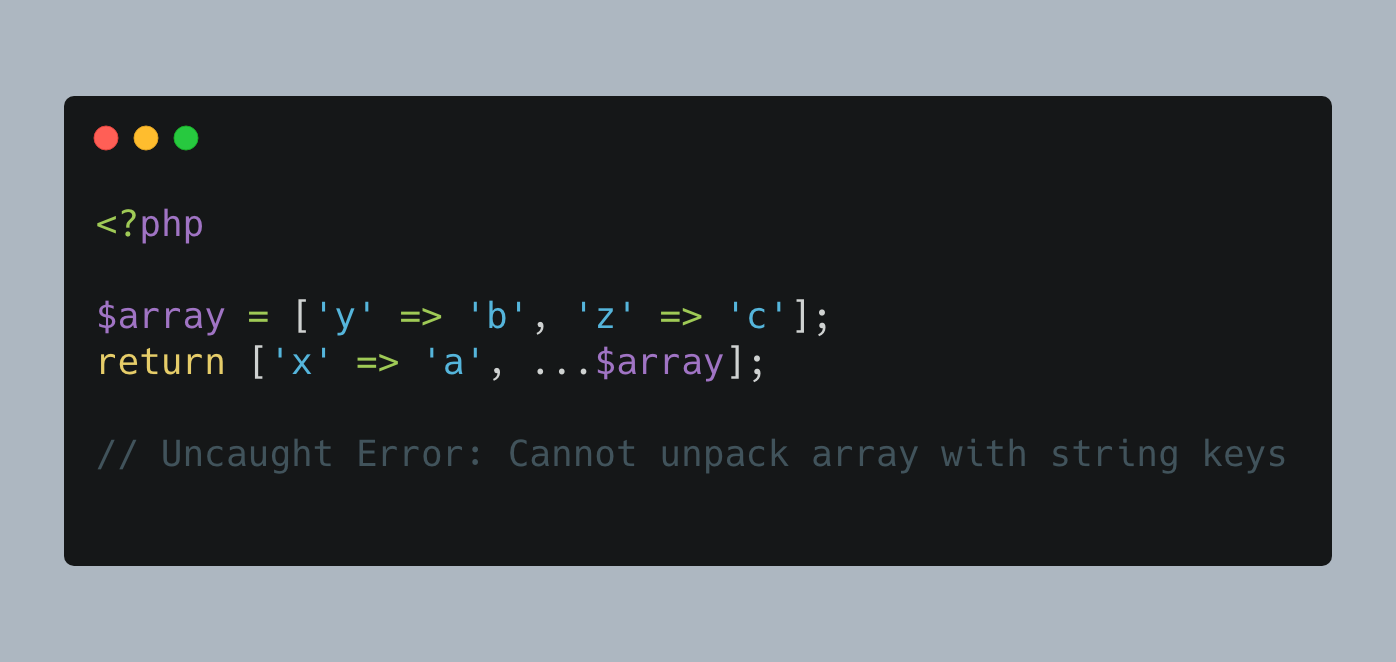 <?php
$array = ['y' => 'b', 'z' => 'c'];
return ['x' => 'a', ...$array];
// Uncaught Error: Cannot unpack array with string keys